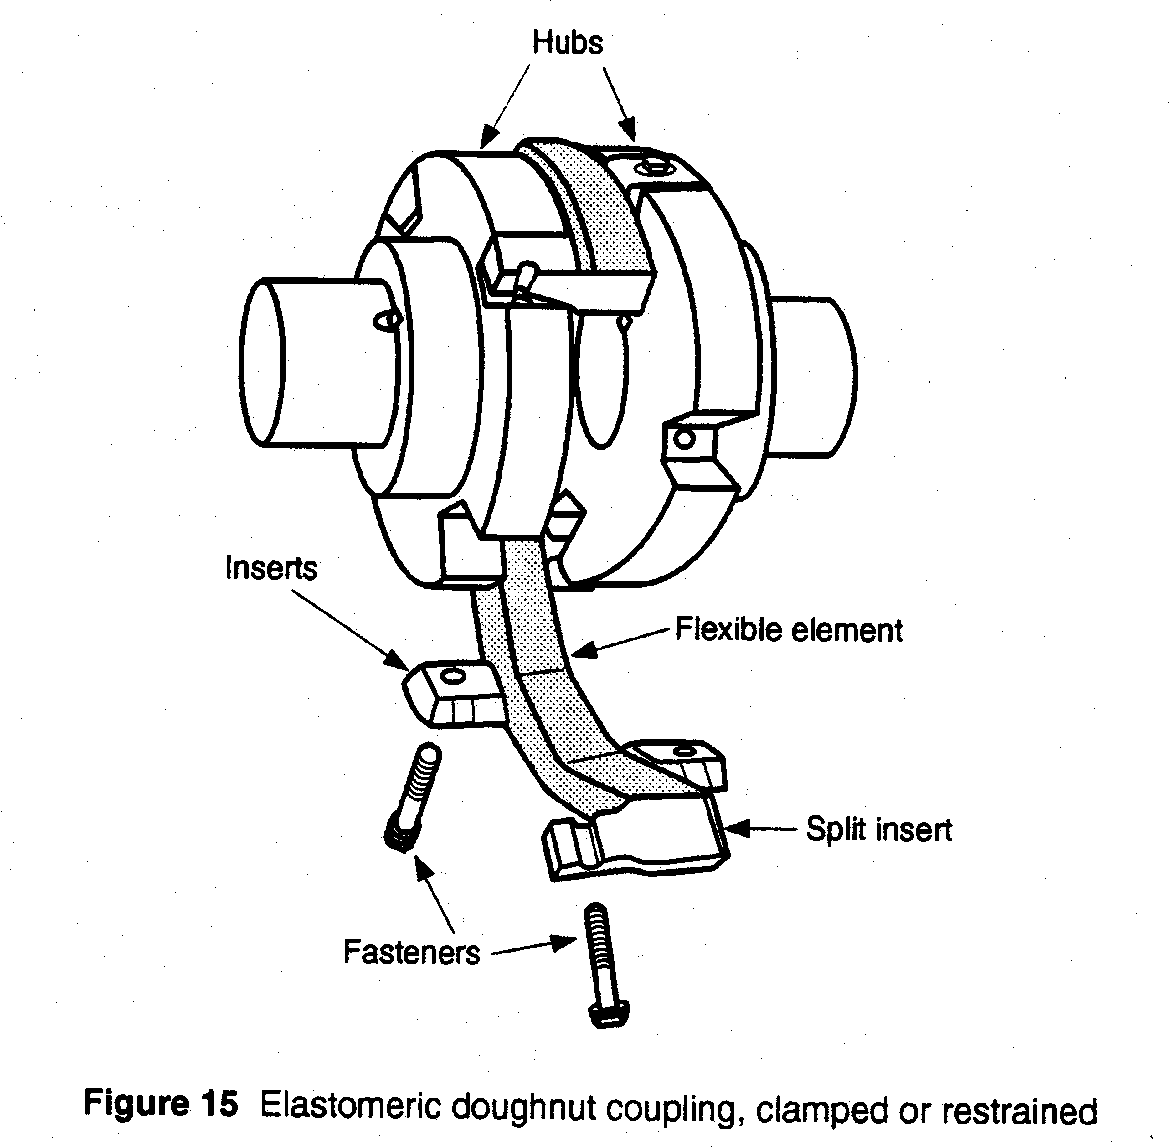 Hubs
Inserts
Flexible element
Split insert
Fasteners
Figure 15 Elastomeric doughnut coupling, clamped or restrained